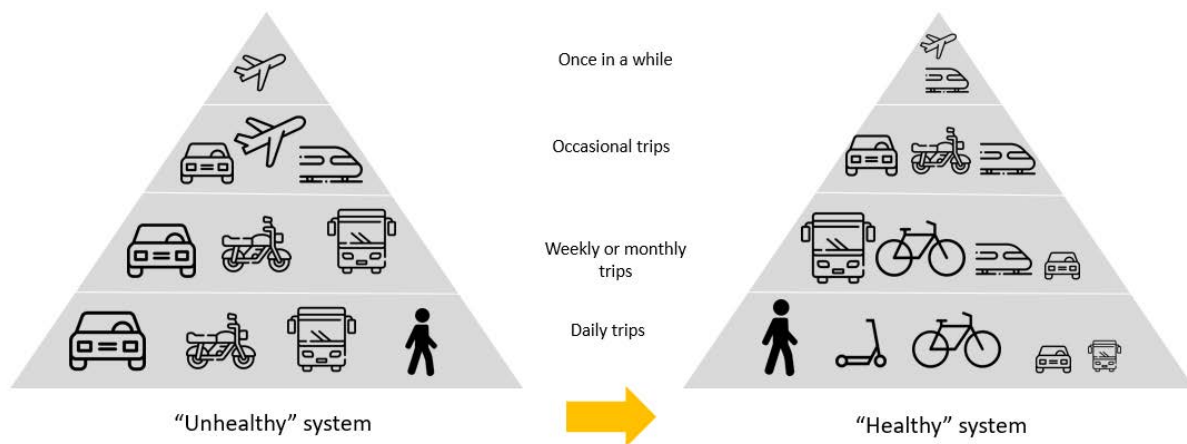 Once in a while
Occasional trips
Weekly or monthly
trips
Daily trips
“Unhealthy” system
“Healthy” system